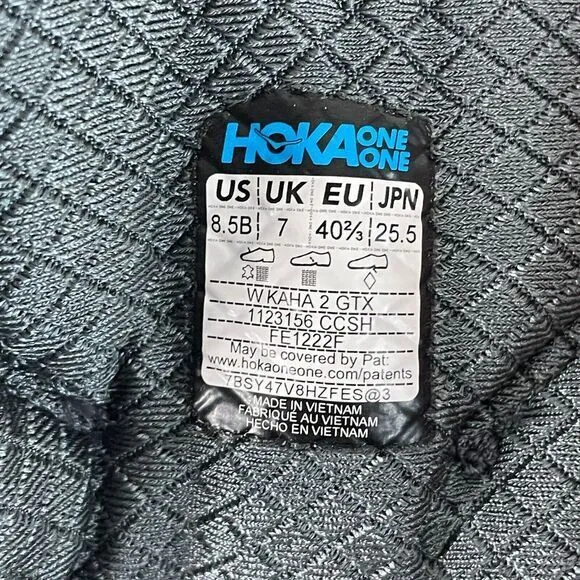 HOKA ONE ONE
US UK EU JPN
8.5B 7 40⅔ 25.5
W KAHA 2 GTX
1123156 CCSH
FE1222F
May be covered by Pat:
www.hokaoneone.com/patents
7BSY47V8HZFES@3
MADE IN VIETNAM
FABRIQUÉ AU VIETNAM
HECHO EN VIETNAM